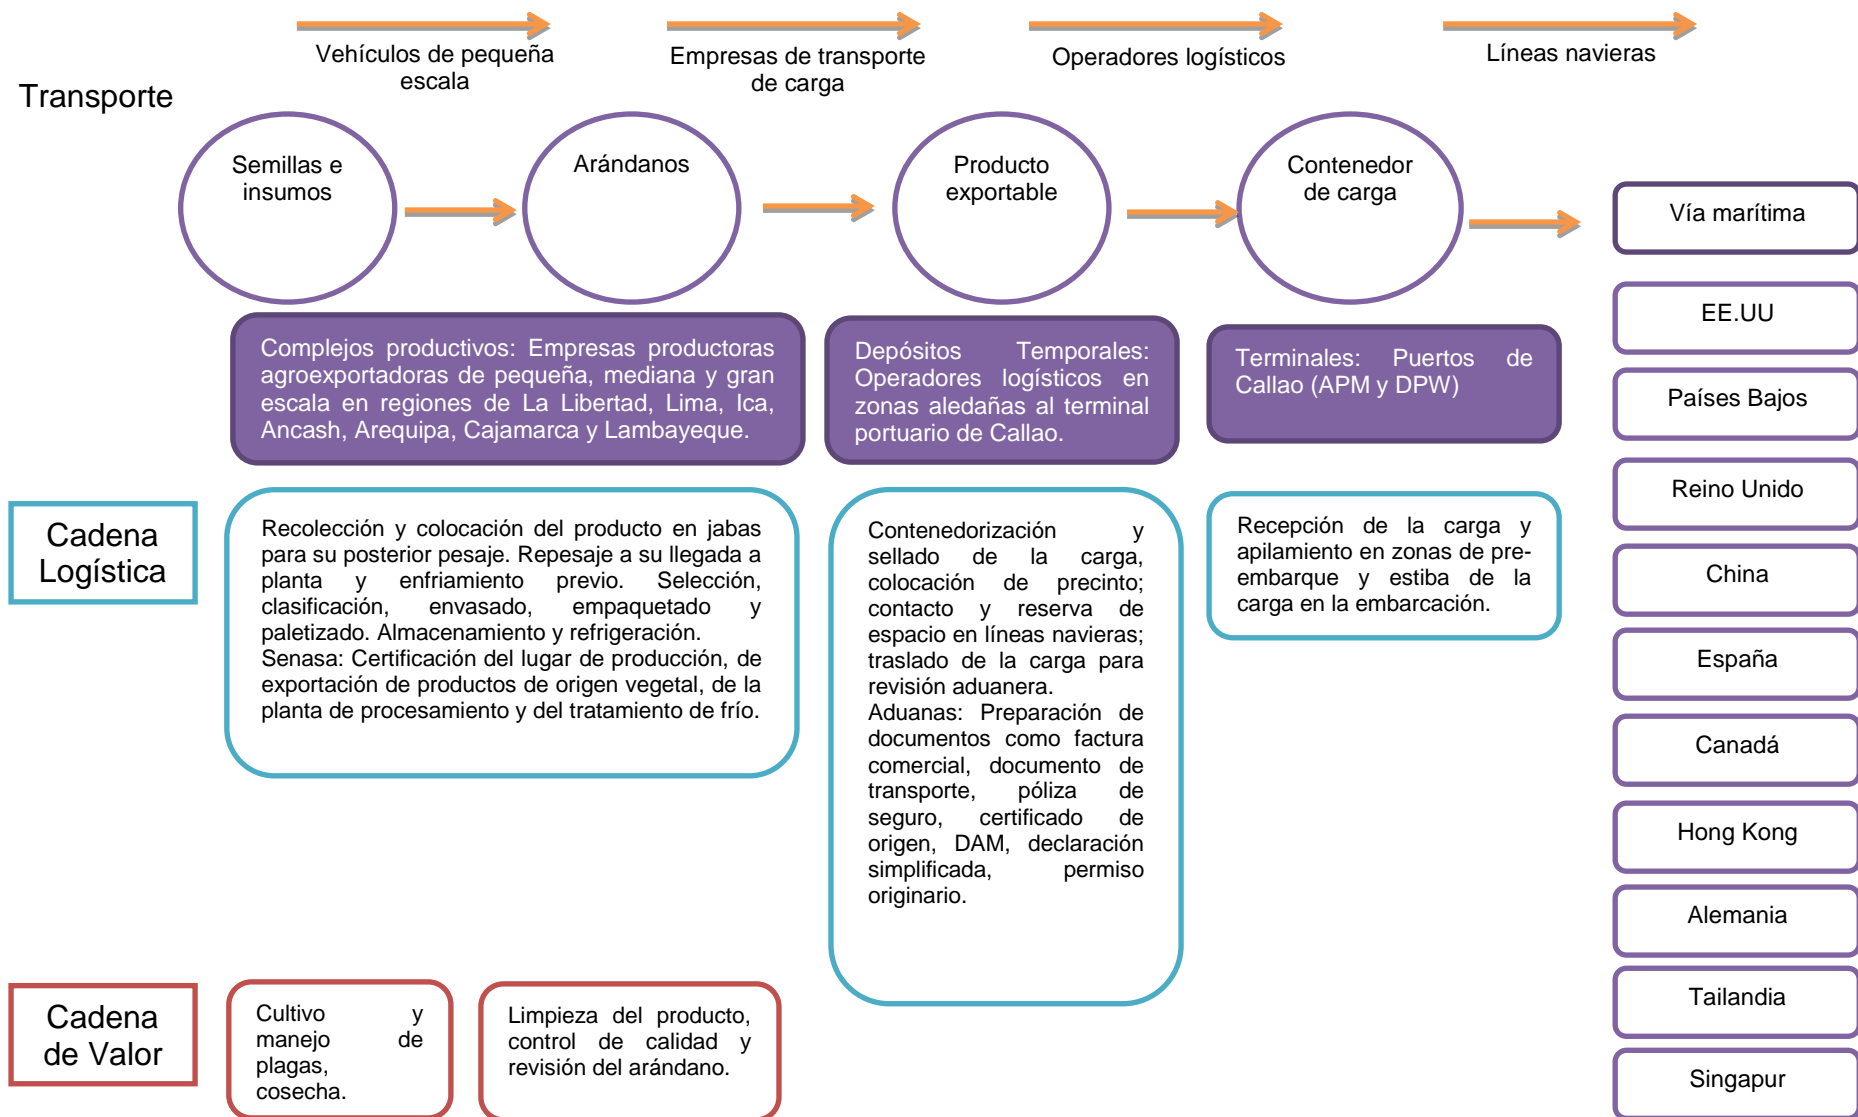 Vehículos de pequeña
escala
Empresas de transporte
de carga
Operadores logísticos
Líneas navieras
Transporte
Semillas e
insumos
Arándanos
Producto
exportable
Contenedor
de carga
Vía marítima
EE.UU
Países Bajos
Reino Unido
China
España
Canadá
Hong Kong
Alemania
Tailandia
Singapur
Complejos productivos: Empresas productoras
agroexportadoras de pequeña, mediana y gran
escala en regiones de La Libertad, Lima, Ica,
Ancash, Arequipa, Cajamarca y Lambayeque.
Depósitos Temporales:
Operadores logísticos en
zonas aledañas al terminal
portuario de Callao.
Terminales: Puertos de
Callao (APM y DPW)
Cadena
Logística
Recolección y colocación del producto en jabas
para su posterior pesaje. Repesaje a su llegada a
planta y enfriamiento previo. Selección,
clasificación, envasado, empaquetado y
paletizado. Almacenamiento y refrigeración.
Senasa: Certificación del lugar de producción, de
exportación de productos de origen vegetal, de la
planta de procesamiento y del tratamiento de frío.
Contenedorización y
sellado de la carga,
colocación de precinto;
contacto y reserva de
espacio en líneas navieras;
traslado de la carga para
revisión aduanera.
Aduanas: Preparación de
documentos como factura
comercial, documento de
transporte, póliza de
seguro, certificado de
origen, DAM, declaración
simplificada, permiso
originario.
Recepción de la carga y
apilamiento en zonas de pre-
embarque y estiba de la
carga en la embarcación.
Cadena
de Valor
Cultivo y
manejo de
plagas,
cosecha.
Limpieza del producto,
control de calidad y
revisión del arándano.